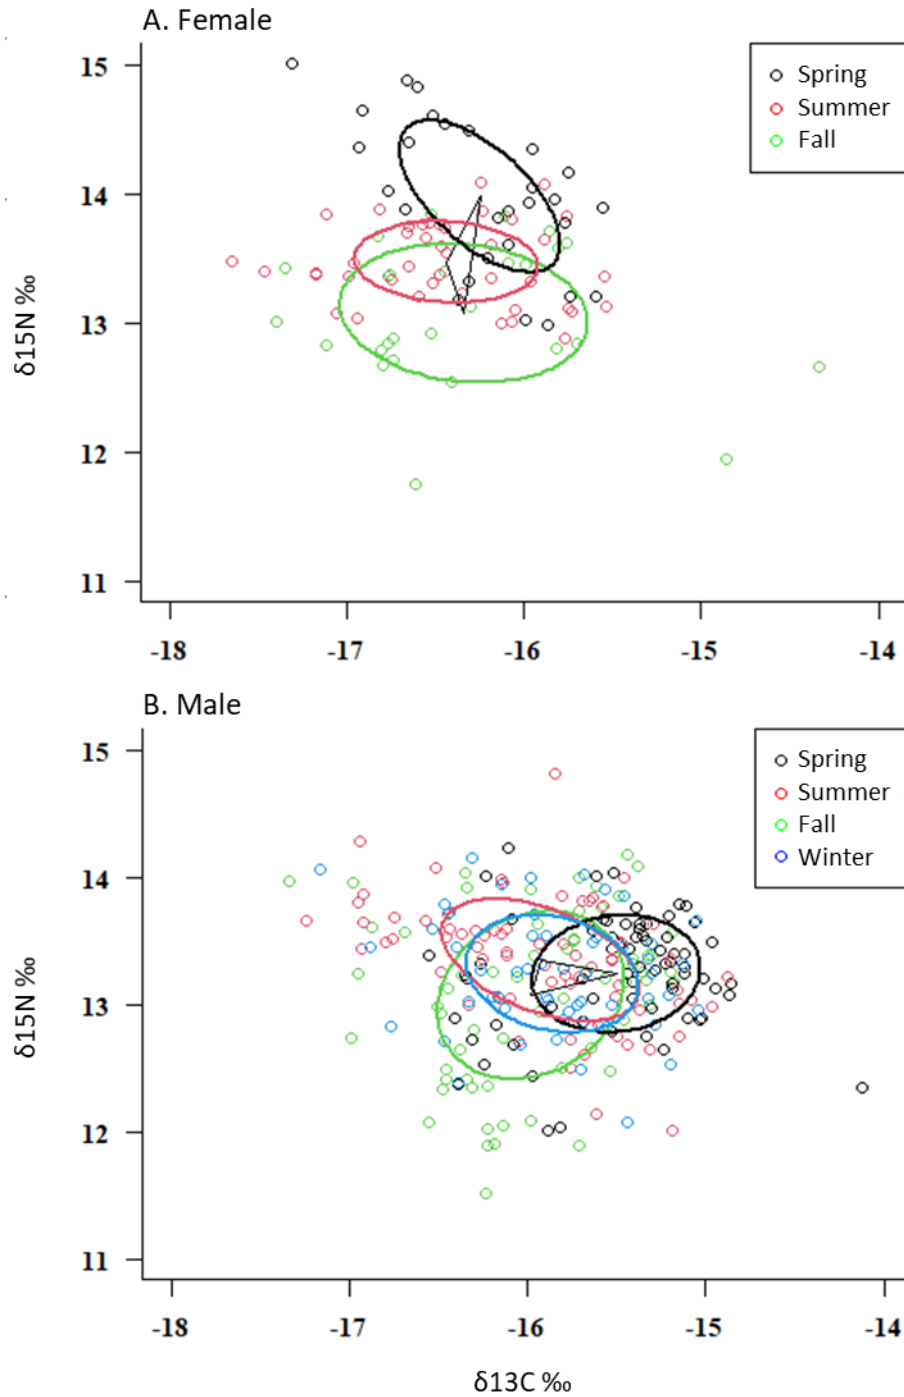 A. Female
15
14
13
12
11
δ15N ‰
Spring
Summer
Fall
-18
-17
-16
-15
-14
B. Male
15
14
13
12
11
δ15N ‰
Spring
Summer
Fall
Winter
-18
-17
-16
-15
-14
δ13C ‰